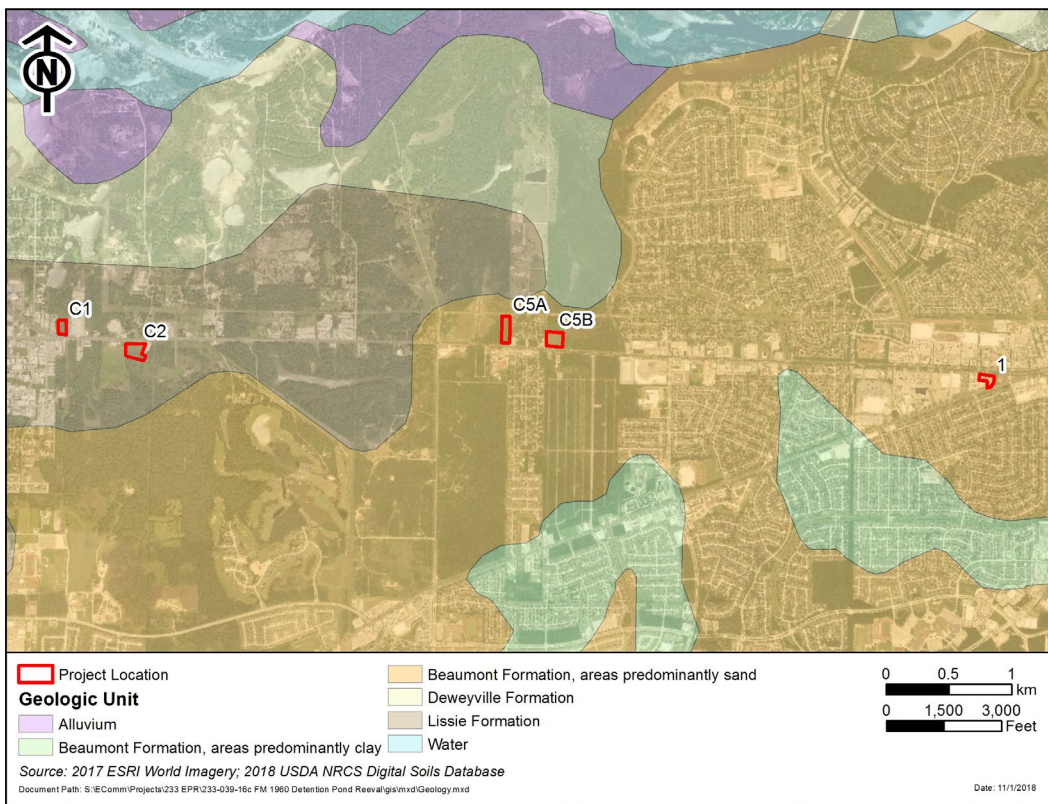 N
C1
C2
C5A
C5B
1
Project Location
Geologic Unit
Alluvium
Beaumont Formation, areas predominantly clay
Beaumont Formation, areas predominantly sand
Deweyville Formation
Lissie Formation
Water
0 0.5 1
km
0 1,500 3,000
Feet
Source: 2017 ESRI World Imagery; 2018 USDA NRCS Digital Soils Database
Document Path: S:\EComm\Projects\233 EPR\233-039-16c FM 1960 Detention Pond Reeval\gis\mxd\Geology.mxd
Date: 11/1/2018